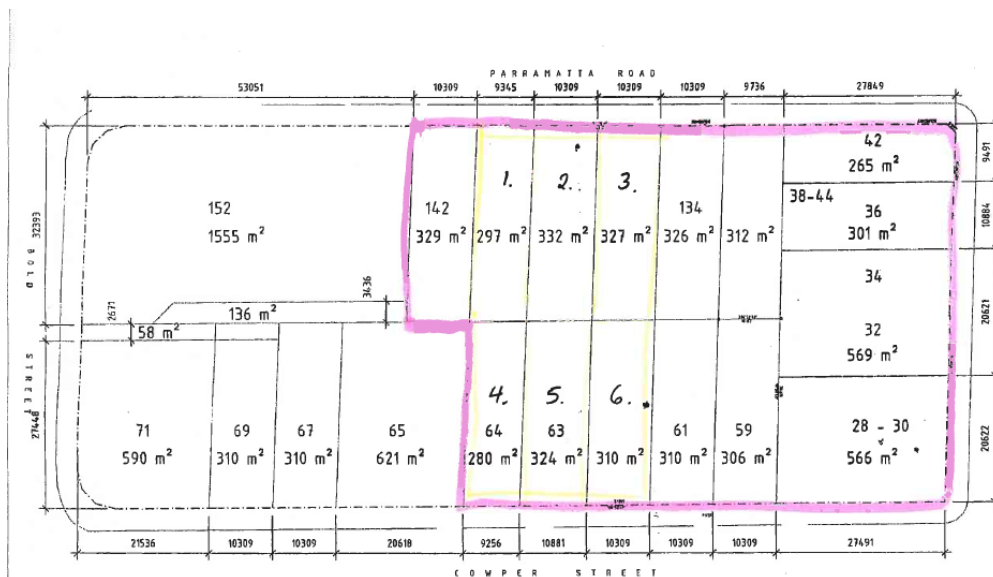 PARRAMATTA ROAD
53051 10309 9345 10309 10309 10309 9736 27849
42
265 m²
9491
1. 2. 3.
38-44
152 142 134 36
1555 m² 329 m² 297 m² 332 m² 327 m² 326 m² 312 m² 301 m²
10884
32393
BOLD STREET
34
3436
2671
136 m²
58 m²
20621
32
569 m²
4. 5. 6.
27448
71 69 67 65 64 63 61 59 28 - 30
590 m² 310 m² 310 m² 621 m² 280 m² 324 m² 310 m² 310 m² 306 m² 566 m²
20622
21536 10309 10309 20618 9256 10881 10309 10309 10309 27491
COWPER STREET